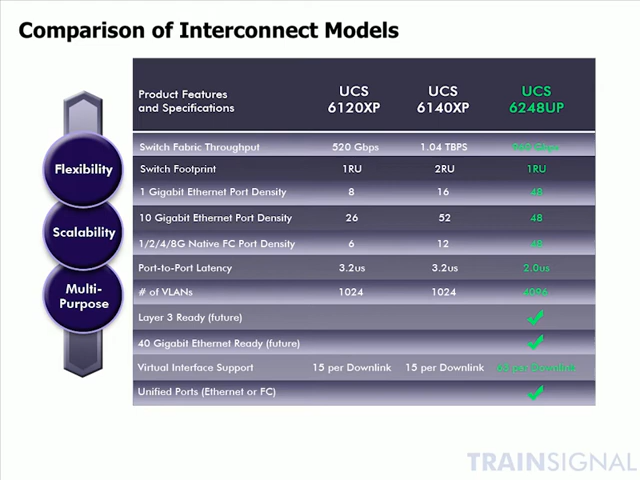 Comparison of Interconnect Models
Product Features
and Specifications
UCS
6120XP
UCS
6140XP
UCS
6248UP
Flexibility
Scalability
Multi-
Purpose
Switch Fabric Throughput 520 Gbps 1.04 TBPS 960 Gbps
Switch Footprint 1RU 2RU 1RU
1 Gigabit Ethernet Port Density 8 16 48
10 Gigabit Ethernet Port Density 26 52 48
1/2/4/8G Native FC Port Density 6 12 48
Port-to-Port Latency 3.2us 3.2us 2.0us
# of VLANs 1024 1024 4096
Layer 3 Ready (future)
40 Gigabit Ethernet Ready (future)
Virtual Interface Support 15 per Downlink 15 per Downlink per Downlink
Unified Ports (Ethernet or FC)
TRAINSIGNAL